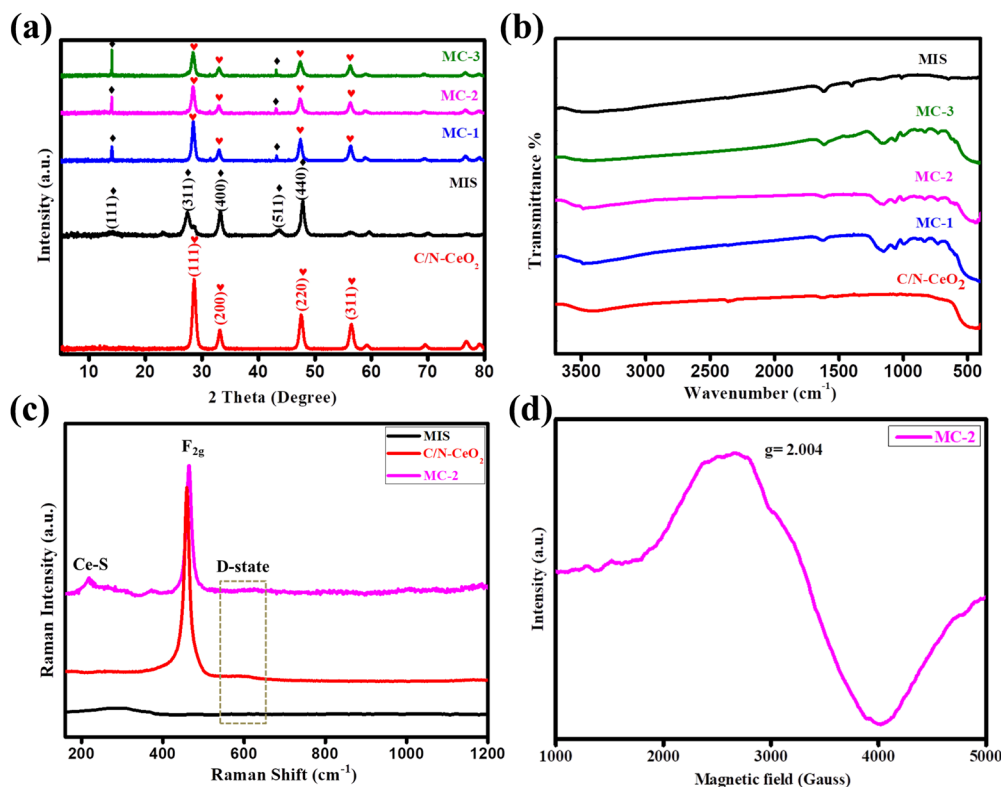 (a)
MC-3
MC-2
MC-1
MIS
C/N-CeO₂
(111)
(311)
(400)
(511)
(440)
(111)
(200)
(220)
(311)
Intensity (a.u.)
10 20 30 40 50 60 70 80
2 Theta (Degree)
(b)
MIS
MC-3
MC-2
MC-1
C/N-CeO₂
Transmittance %
3500 3000 2500 2000 1500 1000 500
Wavenumber (cm⁻¹)
(c)
MIS
C/N-CeO₂
MC-2
F₂g
Ce-S
D-state
Raman Intensity (a.u.)
200 400 600 800 1000 1200
Raman Shift (cm⁻¹)
(d)
MC-2
g= 2.004
Intensity (a.u.)
1000 2000 3000 4000 5000
Magnetic field (Gauss)